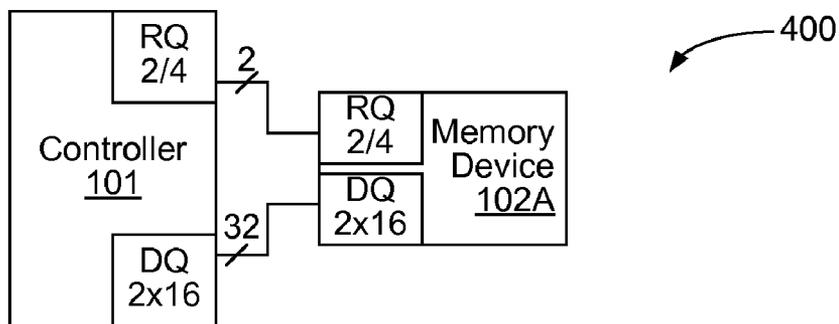 400
RQ
2/4
2
Controller
101
RQ
2/4
Memory
Device
102A
DQ
2x16
32
DQ
2x16